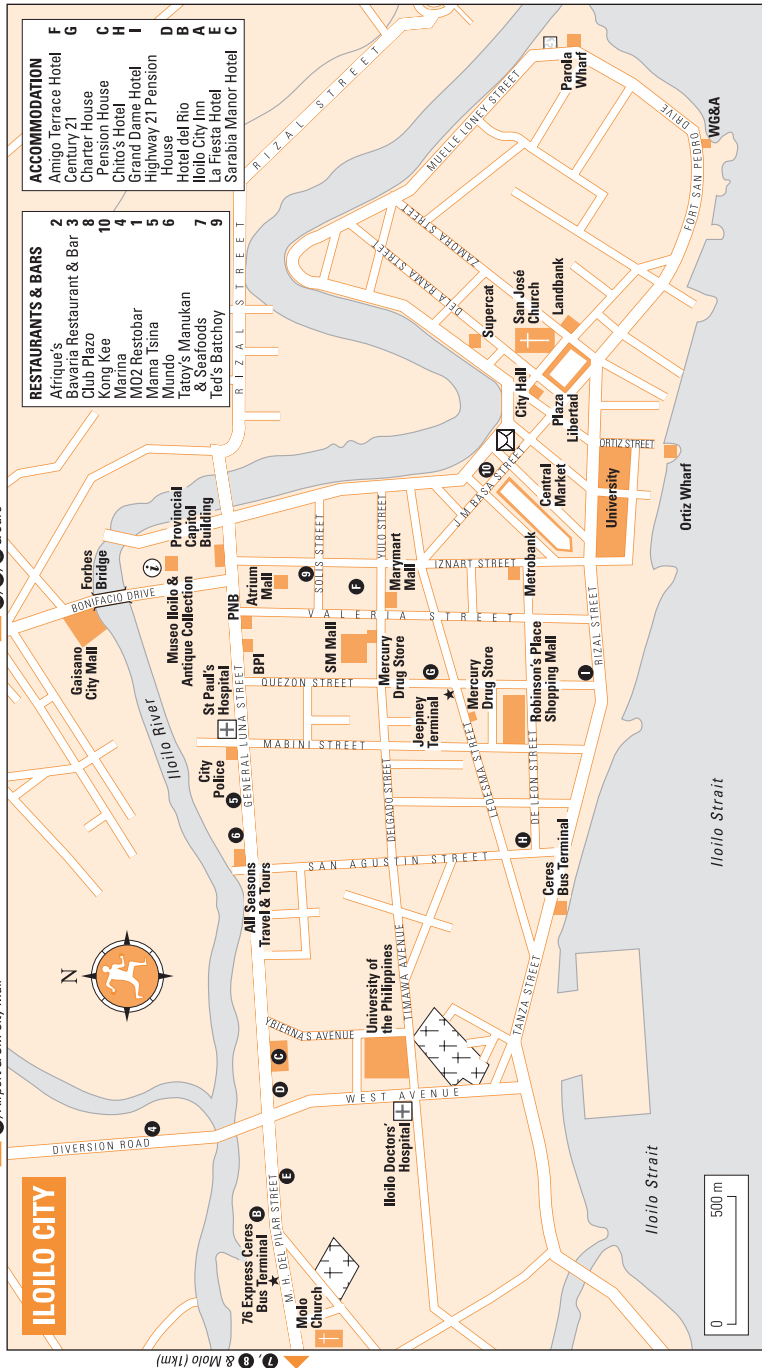 ILOILO CITY
RESTAURANTS & BARS
Afrique's 2
Bavaria Restaurant & Bar 3
Club Plazo 8
Kong Kee 10
Marina 4
MO2 Restobar 1
Mama Tsina 5
Mundo 6
Tatoy's Manukan
& Seafoods 7
Ted's Batchoy 9
ACCOMMODATION
Amigo Terrace Hotel F
Century 21 G
Charter House
Pension House C
Chito's Hotel H
Grand Dame Hotel I
Highway 21 Pension
House D
Hotel del Rio B
Iloilo City Inn A
La Fiesta Hotel E
Sarabia Manor Hotel C
N
DIVERSION ROAD
4
Iloilo River
Gaisano
City Mall
Forbes
Bridge
BONIFACIO DRIVE
i
Museo Iloilo &
Antique Collection
Provincial
Capitol
Building
RIZAL STREET
RIZAL STREET
7, 8 & Molo (1km)
Molo
Church
76 Express Ceres
Bus Terminal
M. H. DEL PILAR STREET
B
E
D
C
All Seasons
Travel & Tours
6
5
GENERAL LUNA STREET
City
Police
St Paul's
Hospital
BPI
PNB
Atrium
Mall
9
SOLIS STREET
F
YULO STREET
SM Mall
Marymart
Mall
Mercury
Drug Store
QUEZON STREET
VALERIA STREET
MABINI STREET
SAN AGUSTIN STREET
YBIERNAS AVENUE
WEST AVENUE
University of
the Philippines
Iloilo Doctors'
Hospital
TIMAWA AVENUE
DELGADO STREET
Jeepney
Terminal
G
Mercury
Drug Store
LEDESMA STREET
H
DE LEON STREET
Robinson's Place
Shopping Mall
I
Metrobank
IZNART STREET
J.M. BASA STREET
10
Central
Market
City Hall
Plaza
Libertad
San José
Church
Landbank
Supercat
DELA RAMA STREET
ZAMORA STREET
MUELLE LONEY STREET
Parola
Wharf
FORT SAN PEDRO
DRIVE
WG&A
ORTIZ STREET
University
Ortiz Wharf
RIZAL STREET
Ceres
Bus Terminal
TANZA STREET
Iloilo Strait
Iloilo Strait
0 500 m